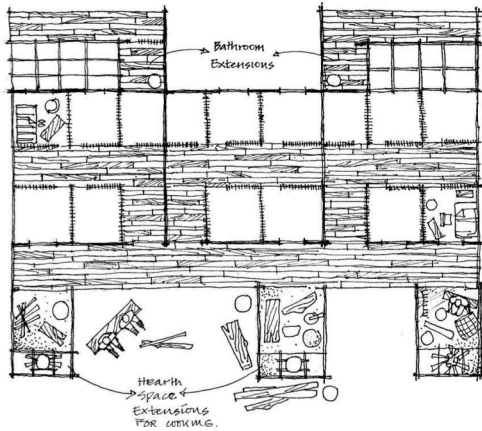 Bathroom
Extensions
Hearth
Space
Extensions
FOR COOKING.